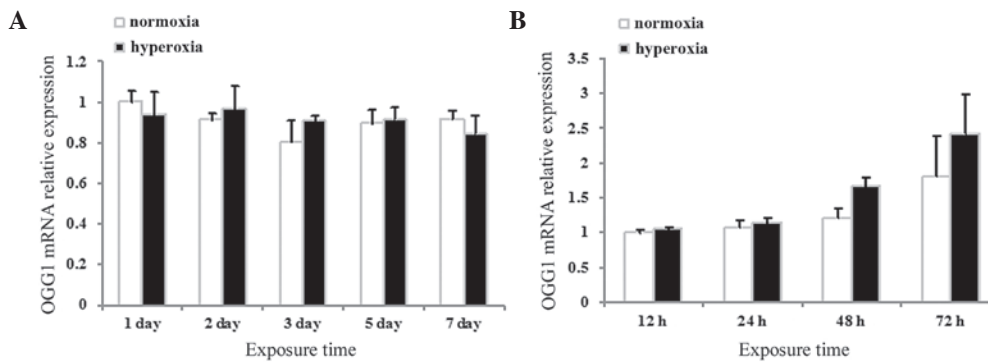 A
normoxia
hyperoxia
OGG1 mRNA relative expression
1.2
1
0.8
0.6
0.4
0.2
0
1 day
2 day
3 day
5 day
7 day
Exposure time
B
normoxia
hyperoxia
OGG1 mRNA relative expression
3.5
3
2.5
2
1.5
1
0.5
0
12 h
24 h
48 h
72 h
Exposure time